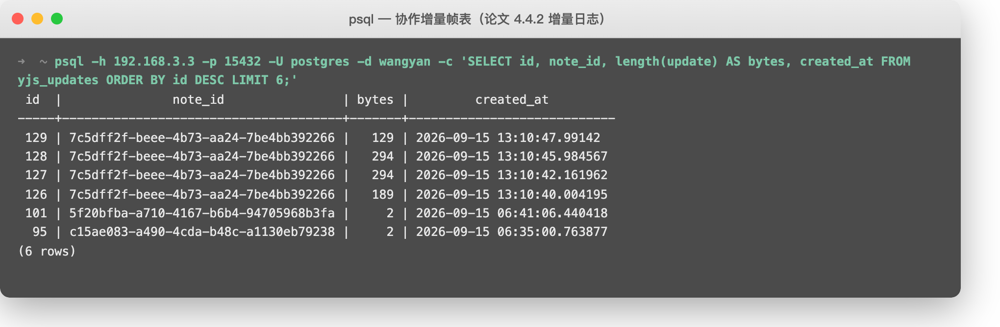 psql — 协作增量帧表（论文 4.4.2 增量日志）
➜  ~ psql -h 192.168.3.3 -p 15432 -U postgres -d wangyan -c 'SELECT id, note_id, length(update) AS bytes, created_at FROM
yjs_updates ORDER BY id DESC LIMIT 6;'
 id  |               note_id                | bytes |         created_at
-----+--------------------------------------+-------+----------------------------
 129 | 7c5dff2f-beee-4b73-aa24-7be4bb392266 |   129 | 2026-09-15 13:10:47.99142
 128 | 7c5dff2f-beee-4b73-aa24-7be4bb392266 |   294 | 2026-09-15 13:10:45.984567
 127 | 7c5dff2f-beee-4b73-aa24-7be4bb392266 |   294 | 2026-09-15 13:10:42.161962
 126 | 7c5dff2f-beee-4b73-aa24-7be4bb392266 |   189 | 2026-09-15 13:10:40.004195
 101 | 5f20bfba-a710-4167-b6b4-94705968b3fa |     2 | 2026-09-15 06:41:06.440418
  95 | c15ae083-a490-4cda-b48c-a1130eb79238 |     2 | 2026-09-15 06:35:00.763877
(6 rows)